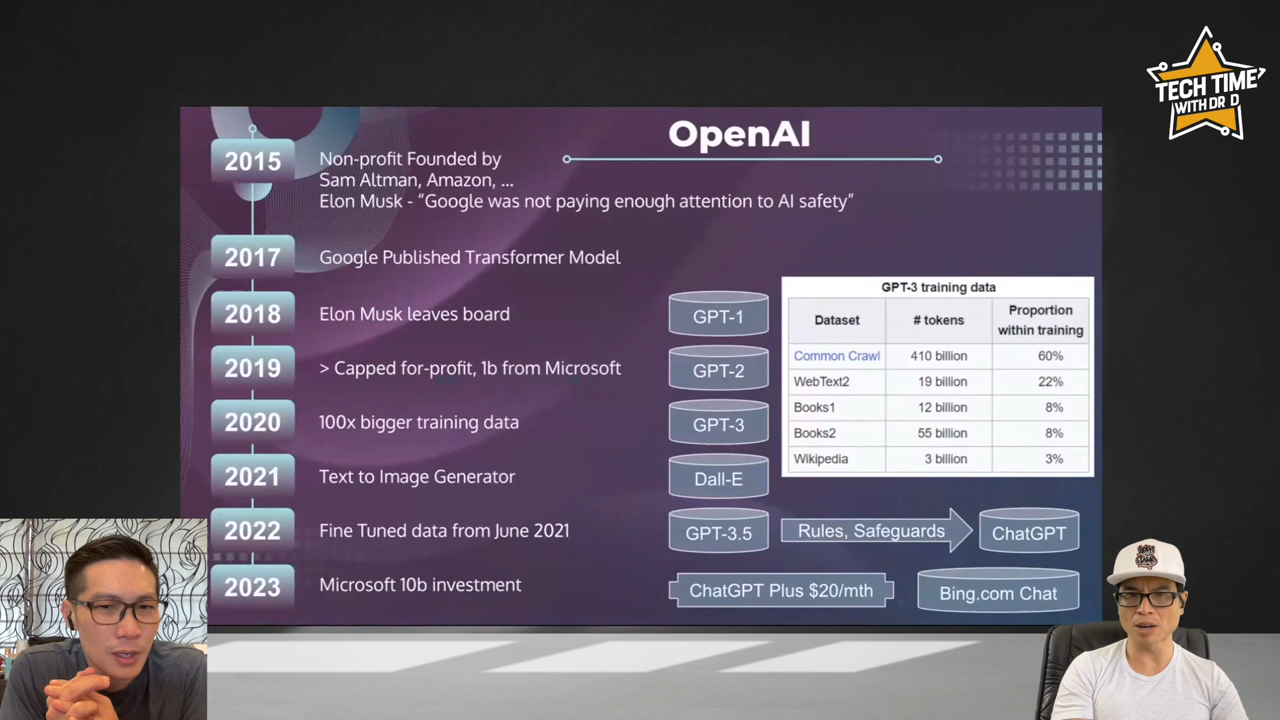 TECH TIME
WITH DR D
OpenAI
2015
Non-profit Founded by
Sam Altman, Amazon, ...
Elon Musk - “Google was not paying enough attention to AI safety”
2017
Google Published Transformer Model
2018
Elon Musk leaves board
GPT-1
2019
> Capped for-profit, 1b from Microsoft
GPT-2
2020
100x bigger training data
GPT-3
2021
Text to Image Generator
Dall-E
2022
Fine Tuned data from June 2021
GPT-3.5
Rules, Safeguards
ChatGPT
2023
Microsoft 10b investment
ChatGPT Plus $20/mth
Bing.com Chat
GPT-3 training data
Dataset # tokens Proportion within training
Common Crawl 410 billion 60%
WebText2 19 billion 22%
Books1 12 billion 8%
Books2 55 billion 8%
Wikipedia 3 billion 3%